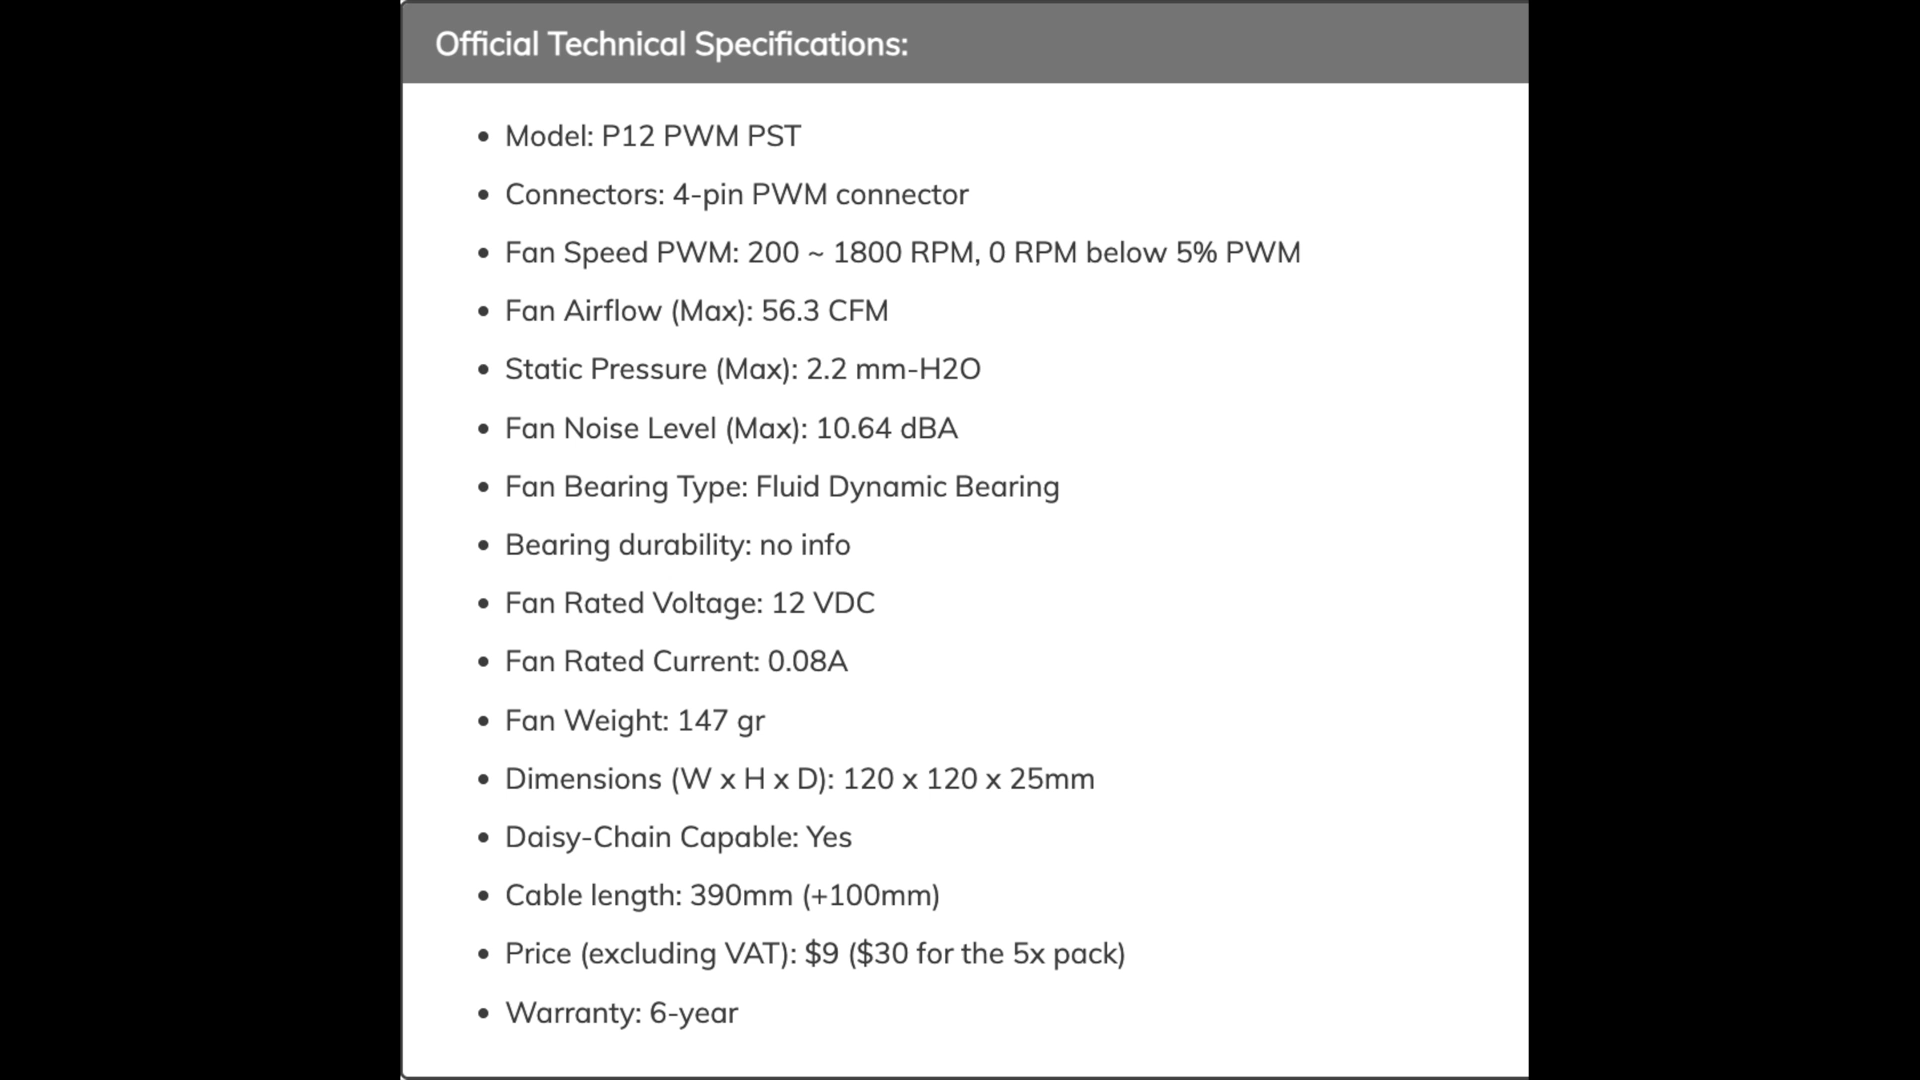 Official Technical Specifications:
Model: P12 PWM PST
Connectors: 4-pin PWM connector
Fan Speed PWM: 200 ~ 1800 RPM, 0 RPM below 5% PWM
Fan Airflow (Max): 56.3 CFM
Static Pressure (Max): 2.2 mm-H2O
Fan Noise Level (Max): 10.64 dBA
Fan Bearing Type: Fluid Dynamic Bearing
Bearing durability: no info
Fan Rated Voltage: 12 VDC
Fan Rated Current: 0.08A
Fan Weight: 147 gr
Dimensions (W x H x D): 120 x 120 x 25mm
Daisy-Chain Capable: Yes
Cable length: 390mm (+100mm)
Price (excluding VAT): $9 ($30 for the 5x pack)
Warranty: 6-year